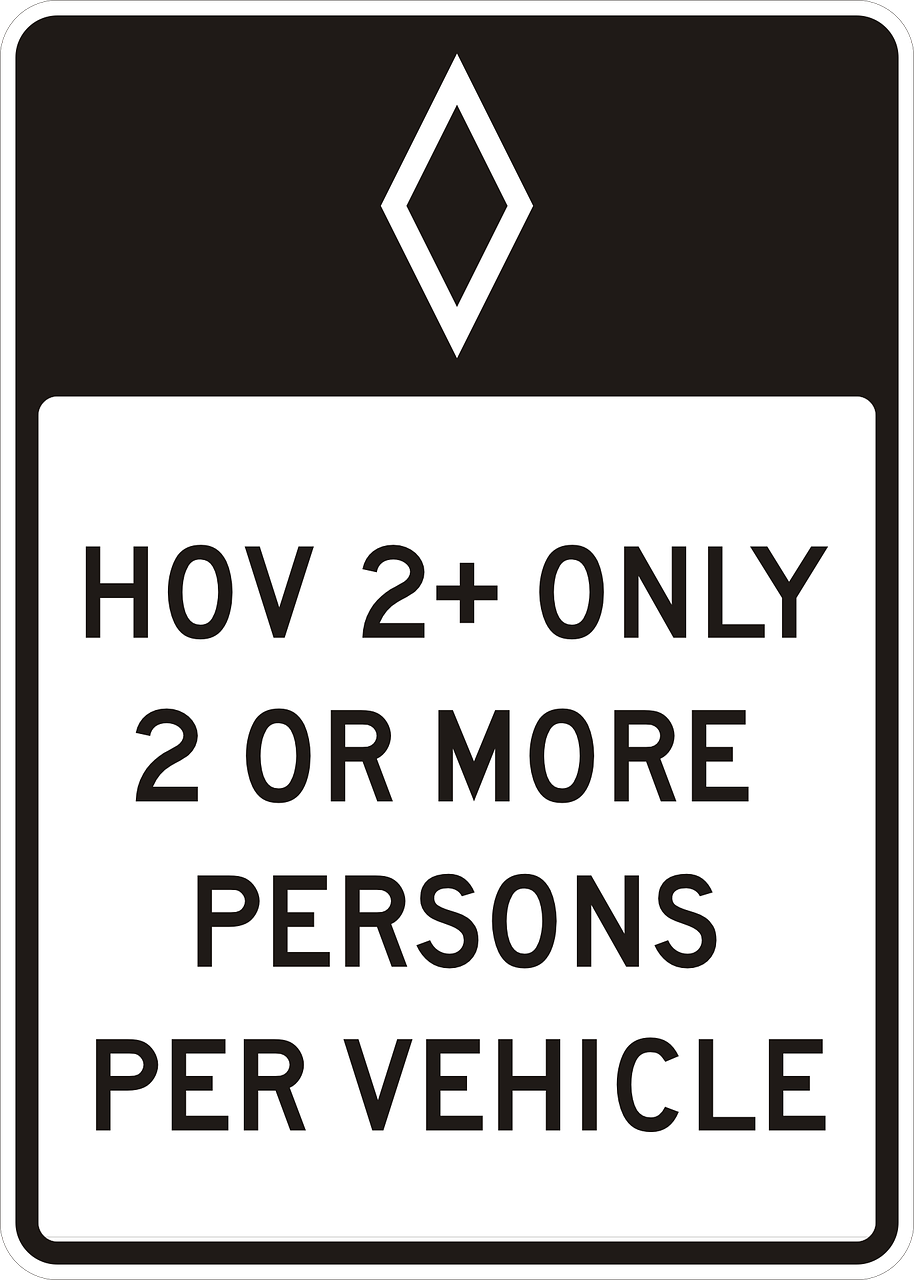 HOV 2+ ONLY
2 OR MORE
PERSONS
PER VEHICLE